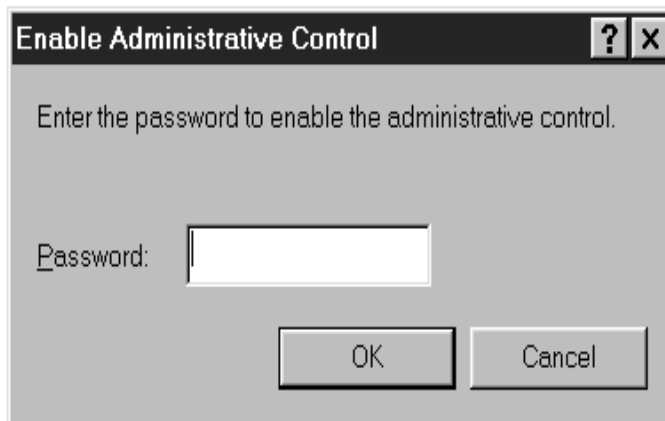 Enable Administrative Control
Enter the password to enable the administrative control.
Password:
OK Cancel